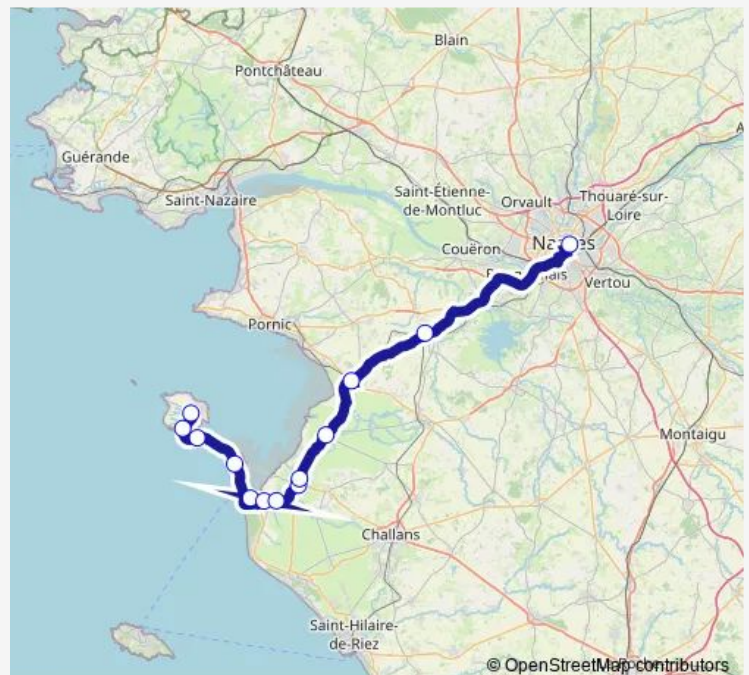 Blain
Pontchâteau
Guérande
Saint-Nazaire
Saint-Étienne-
de-Montluc
Orvault
Thouaré-sur-
Loire
Couëron
Vertou
Pornic
Montaigu
Challans
Saint-Hilaire-
de-Riez
© OpenStreetMap contributors